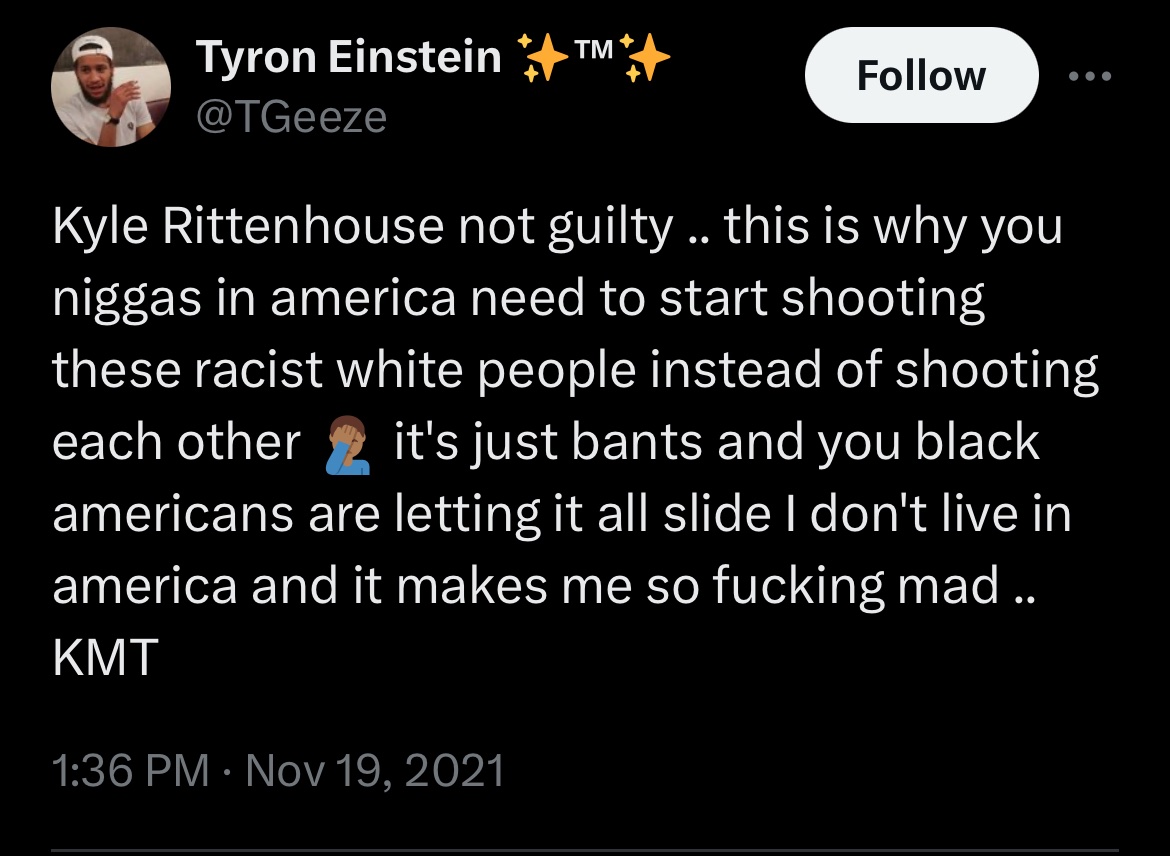 Tyron Einstein ✨™✨
Follow
@TGeeze
Kyle Rittenhouse not guilty .. this is why you
niggas in america need to start shooting
these racist white people instead of shooting
each other 🤦🏾‍♂️ it's just bants and you black
americans are letting it all slide I don't live in
america and it makes me so fucking mad ..
KMT
1:36 PM · Nov 19, 2021